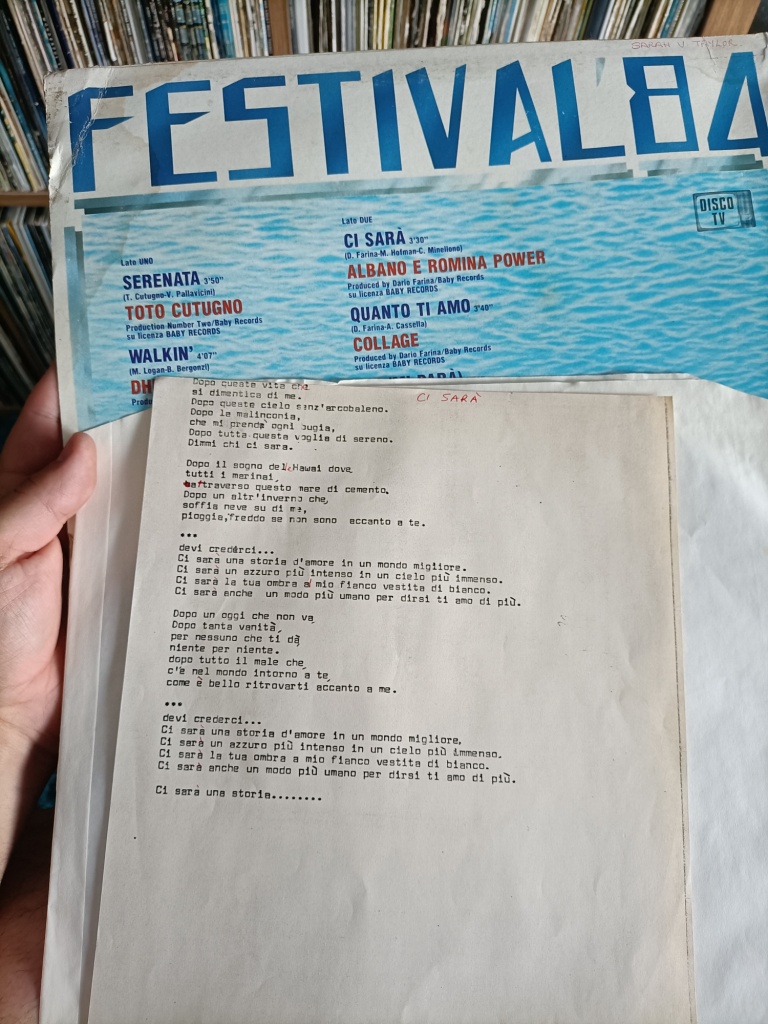 SARAH V TAYLOR
FESTIVAL'84
DISCO
TV
Lato UNO
SERENATA 3'50"
(T. Cutugno-V. Pallavicini)
TOTO CUTUGNO
Production Number Two/Baby Records
su licenza BABY RECORDS
WALKIN' 4'07"
(M. Logan-B. Bergonzi)
DH
Produ
Lato DUE
CI SARÀ 3'30"
(D. Farina-M. Hofman-C. Minellono)
ALBANO E ROMINA POWER
Produced by Dario Farina/Baby Records
su licenza BABY RECORDS
QUANTO TI AMO 3'40"
(D. Farina-A. Cassella)
COLLAGE
Produced by Dario Farina/Baby Records
su licenza BABY RECORDS
CI SARÀ
Dopo questa vita che
si dimentica di me.
Dopo queste cielo senz'arcobaleno.
Dopo la malinconia,
che mi prende ogni bugia,
Dopo tutta questa voglia di sereno.
Dimmi chi ci sara.
Dopo il sogno delle Hawai dove
tutti i marinai,
attraverso questo mare di cemento.
Dopo un altr'inverno che,
soffia neve su di me,
pioggia,freddo se non sono accanto a te.
•••
devi crederci...
Ci sarà una storia d'amore in un mondo migliore.
Ci sarà un azzuro più intenso in un cielo più immenso.
Ci sarà la tua ombra al mio fianco vestita di bianco.
Ci sarà anche un modo più umano per dirsi ti amo di più.
Dopo un oggi che non va,
Dopo tanta vanità,
per nessuno che ti dà
niente per niente.
dopo tutto il male che
c'è nel mondo intorno a te,
come è bello ritrovarti accanto a me.
•••
devi crederci...
Ci sarà una storia d'amore in un mondo migliore,
Ci sarà un azzuro più intenso in un cielo più immenso.
Ci sarà la tua ombra a mio fianco vestita di bianco.
Ci sarà anche un modo più umano per dirsi ti amo di più.
Ci sarà una storia........